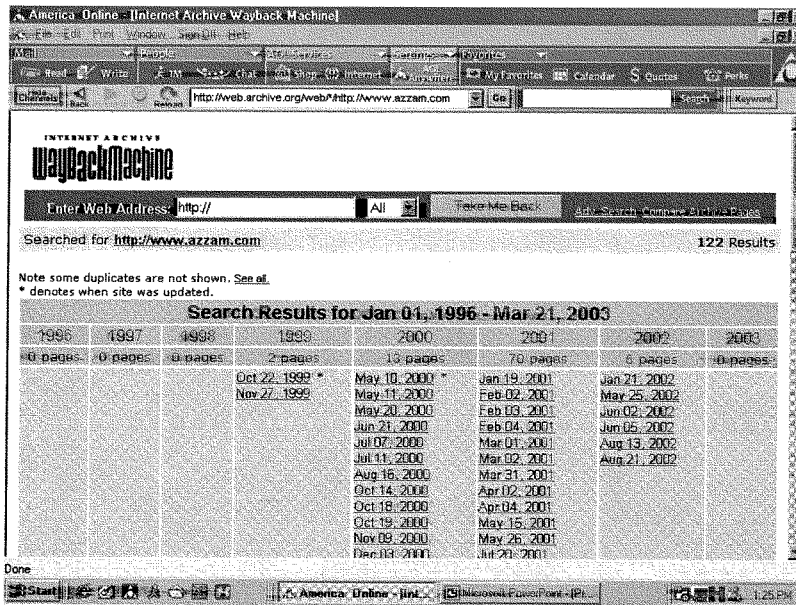 America Online - [Internet Archive Wayback Machine]
File Edit Print Window Sign Off Help
Mail People Services Favorites
Read Write IM Chat Shop Internet My Favorites Calendar Quotes Perks
Channels Back Reload http://web.archive.org/web/*/http://www.azzam.com Go Search Keyword
INTERNET ARCHIVE
WayBackMachine
Enter Web Address: http:// All Take Me Back Adv. Search Compare Archive Pages
Searched for http://www.azzam.com 122 Results
Note some duplicates are not shown. See all.
* denotes when site was updated.
Search Results for Jan 01, 1996 - Mar 21, 2003
1996 1997 1998 1999 2000 2001 2002 2003
0 pages 0 pages 0 pages 2 pages 13 pages 70 pages 6 pages 0 pages
Oct 22, 1999 * May 10, 2000 * Jan 19, 2001 Jan 21, 2002
Nov 27, 1999 May 11, 2000 Feb 02, 2001 May 25, 2002
May 20, 2000 Feb 03, 2001 Jun 02, 2002
Jun 21, 2000 Feb 04, 2001 Jun 05, 2002
Jul 07, 2000 Mar 01, 2001 Aug 13, 2002
Jul 11, 2000 Mar 02, 2001 Aug 21, 2002
Aug 16, 2000 Mar 31, 2001
Oct 14, 2000 Apr 02, 2001
Oct 18, 2000 Apr 04, 2001
Oct 19, 2000 May 15, 2001
Nov 09, 2000 May 26, 2001
Dec 03, 2000 Jul 20, 2001
Done
Start America Online - [Int... Microsoft PowerPoint - [Pr... 1:25 PM